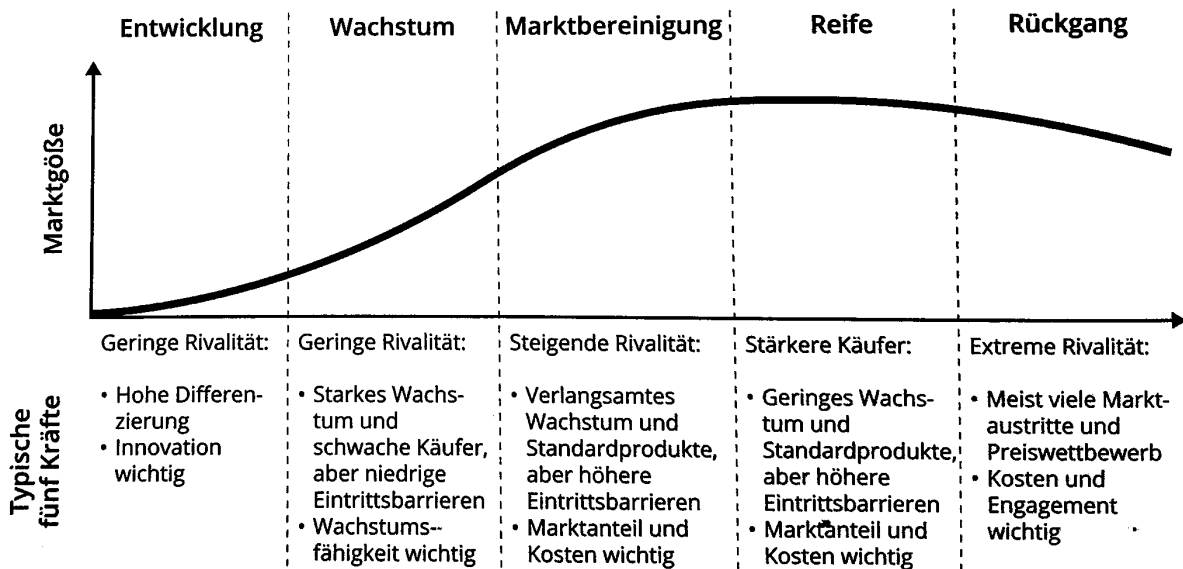 Entwicklung
Wachstum
Marktbereinigung
Reife
Rückgang
Marktgöße
Typische
fünf Kräfte
Geringe Rivalität:
• Hohe Differen-
zierung
• Innovation
wichtig
Geringe Rivalität:
• Starkes Wachs-
tum und
schwache Käufer,
aber niedrige
Eintrittsbarrieren
• Wachstums--
fähigkeit wichtig
Steigende Rivalität:
• Verlangsamtes
Wachstum und
Standardprodukte,
aber höhere
Eintrittsbarrieren
• Marktanteil und
Kosten wichtig
Stärkere Käufer:
• Geringes Wachs-
tum und
Standardprodukte,
aber höhere
Eintrittsbarrieren
• Marktanteil und
Kosten wichtig
Extreme Rivalität:
• Meist viele Markt-
austritte und
Preiswettbewerb
• Kosten und
Engagement
wichtig